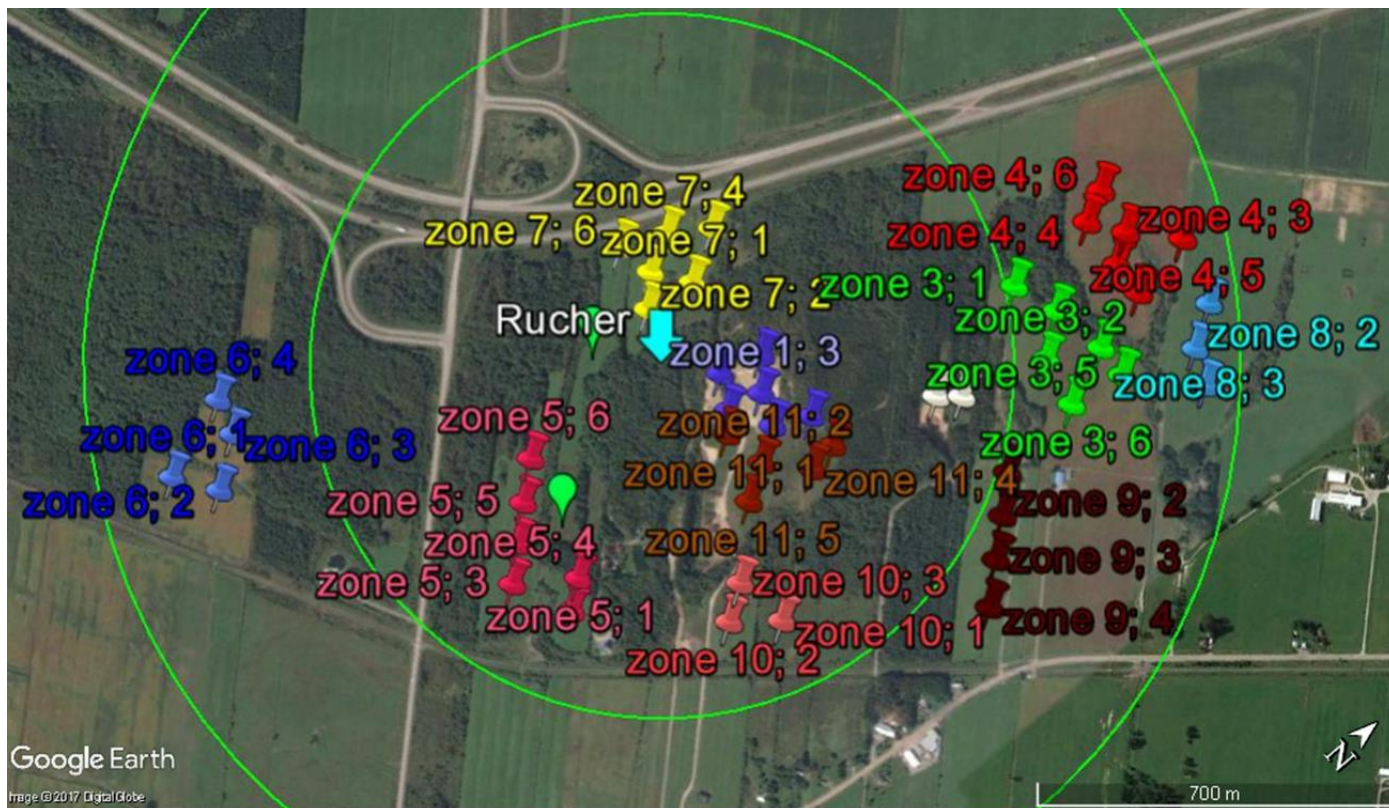 zone 4; 6
zone 7; 4
zone 4; 3
zone 7; 6
zone 7; 1
zone 4; 4
zone 4; 5
zone 3; 1
zone 7; 2
Rucher
zone 3; 2
zone 8; 2
zone 1; 3
zone 6; 4
zone 3; 5
zone 8; 3
zone 5; 6
zone 11; 2
zone 6; 1
zone 6; 3
zone 3; 6
zone 11; 1
zone 11; 4
zone 6; 2
zone 5; 5
zone 9; 2
zone 5; 4
zone 11; 5
zone 9; 3
zone 5; 3
zone 10; 3
zone 5; 1
zone 9; 4
zone 10; 1
zone 10; 2
Google Earth
N
Image © 2017 DigitalGlobe
700 m